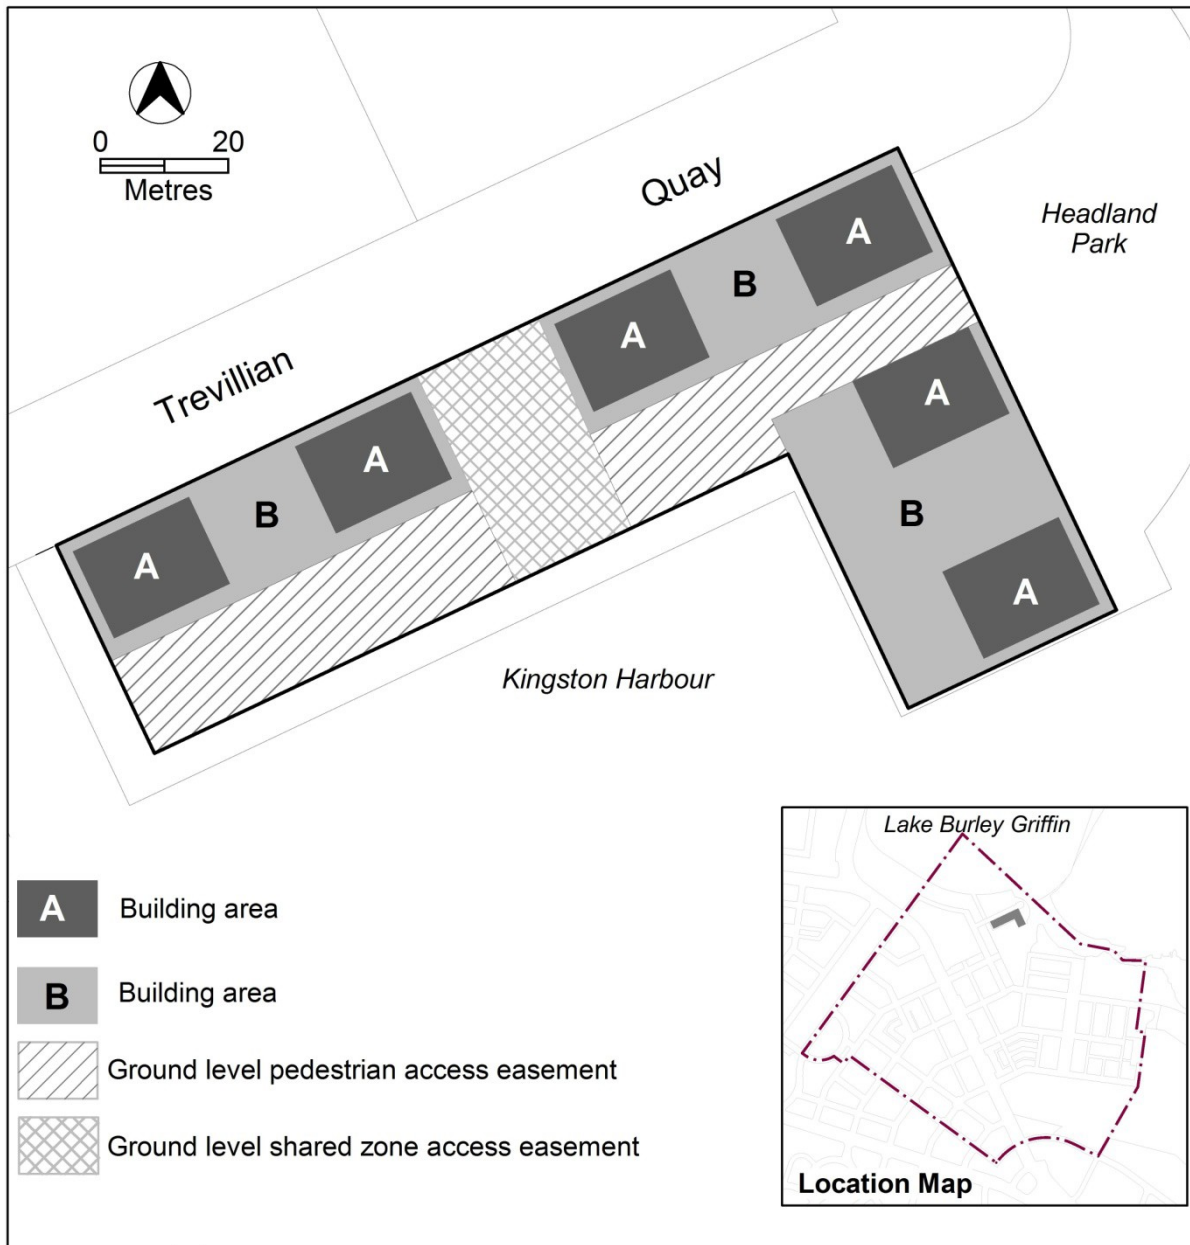 0 20
Metres
Quay
Headland
Park
A
B
A
Trevillian
A
A
B
A
B
A
A
Kingston Harbour
A Building area
B Building area
Ground level pedestrian access easement
Ground level shared zone access easement
Lake Burley Griffin
Location Map